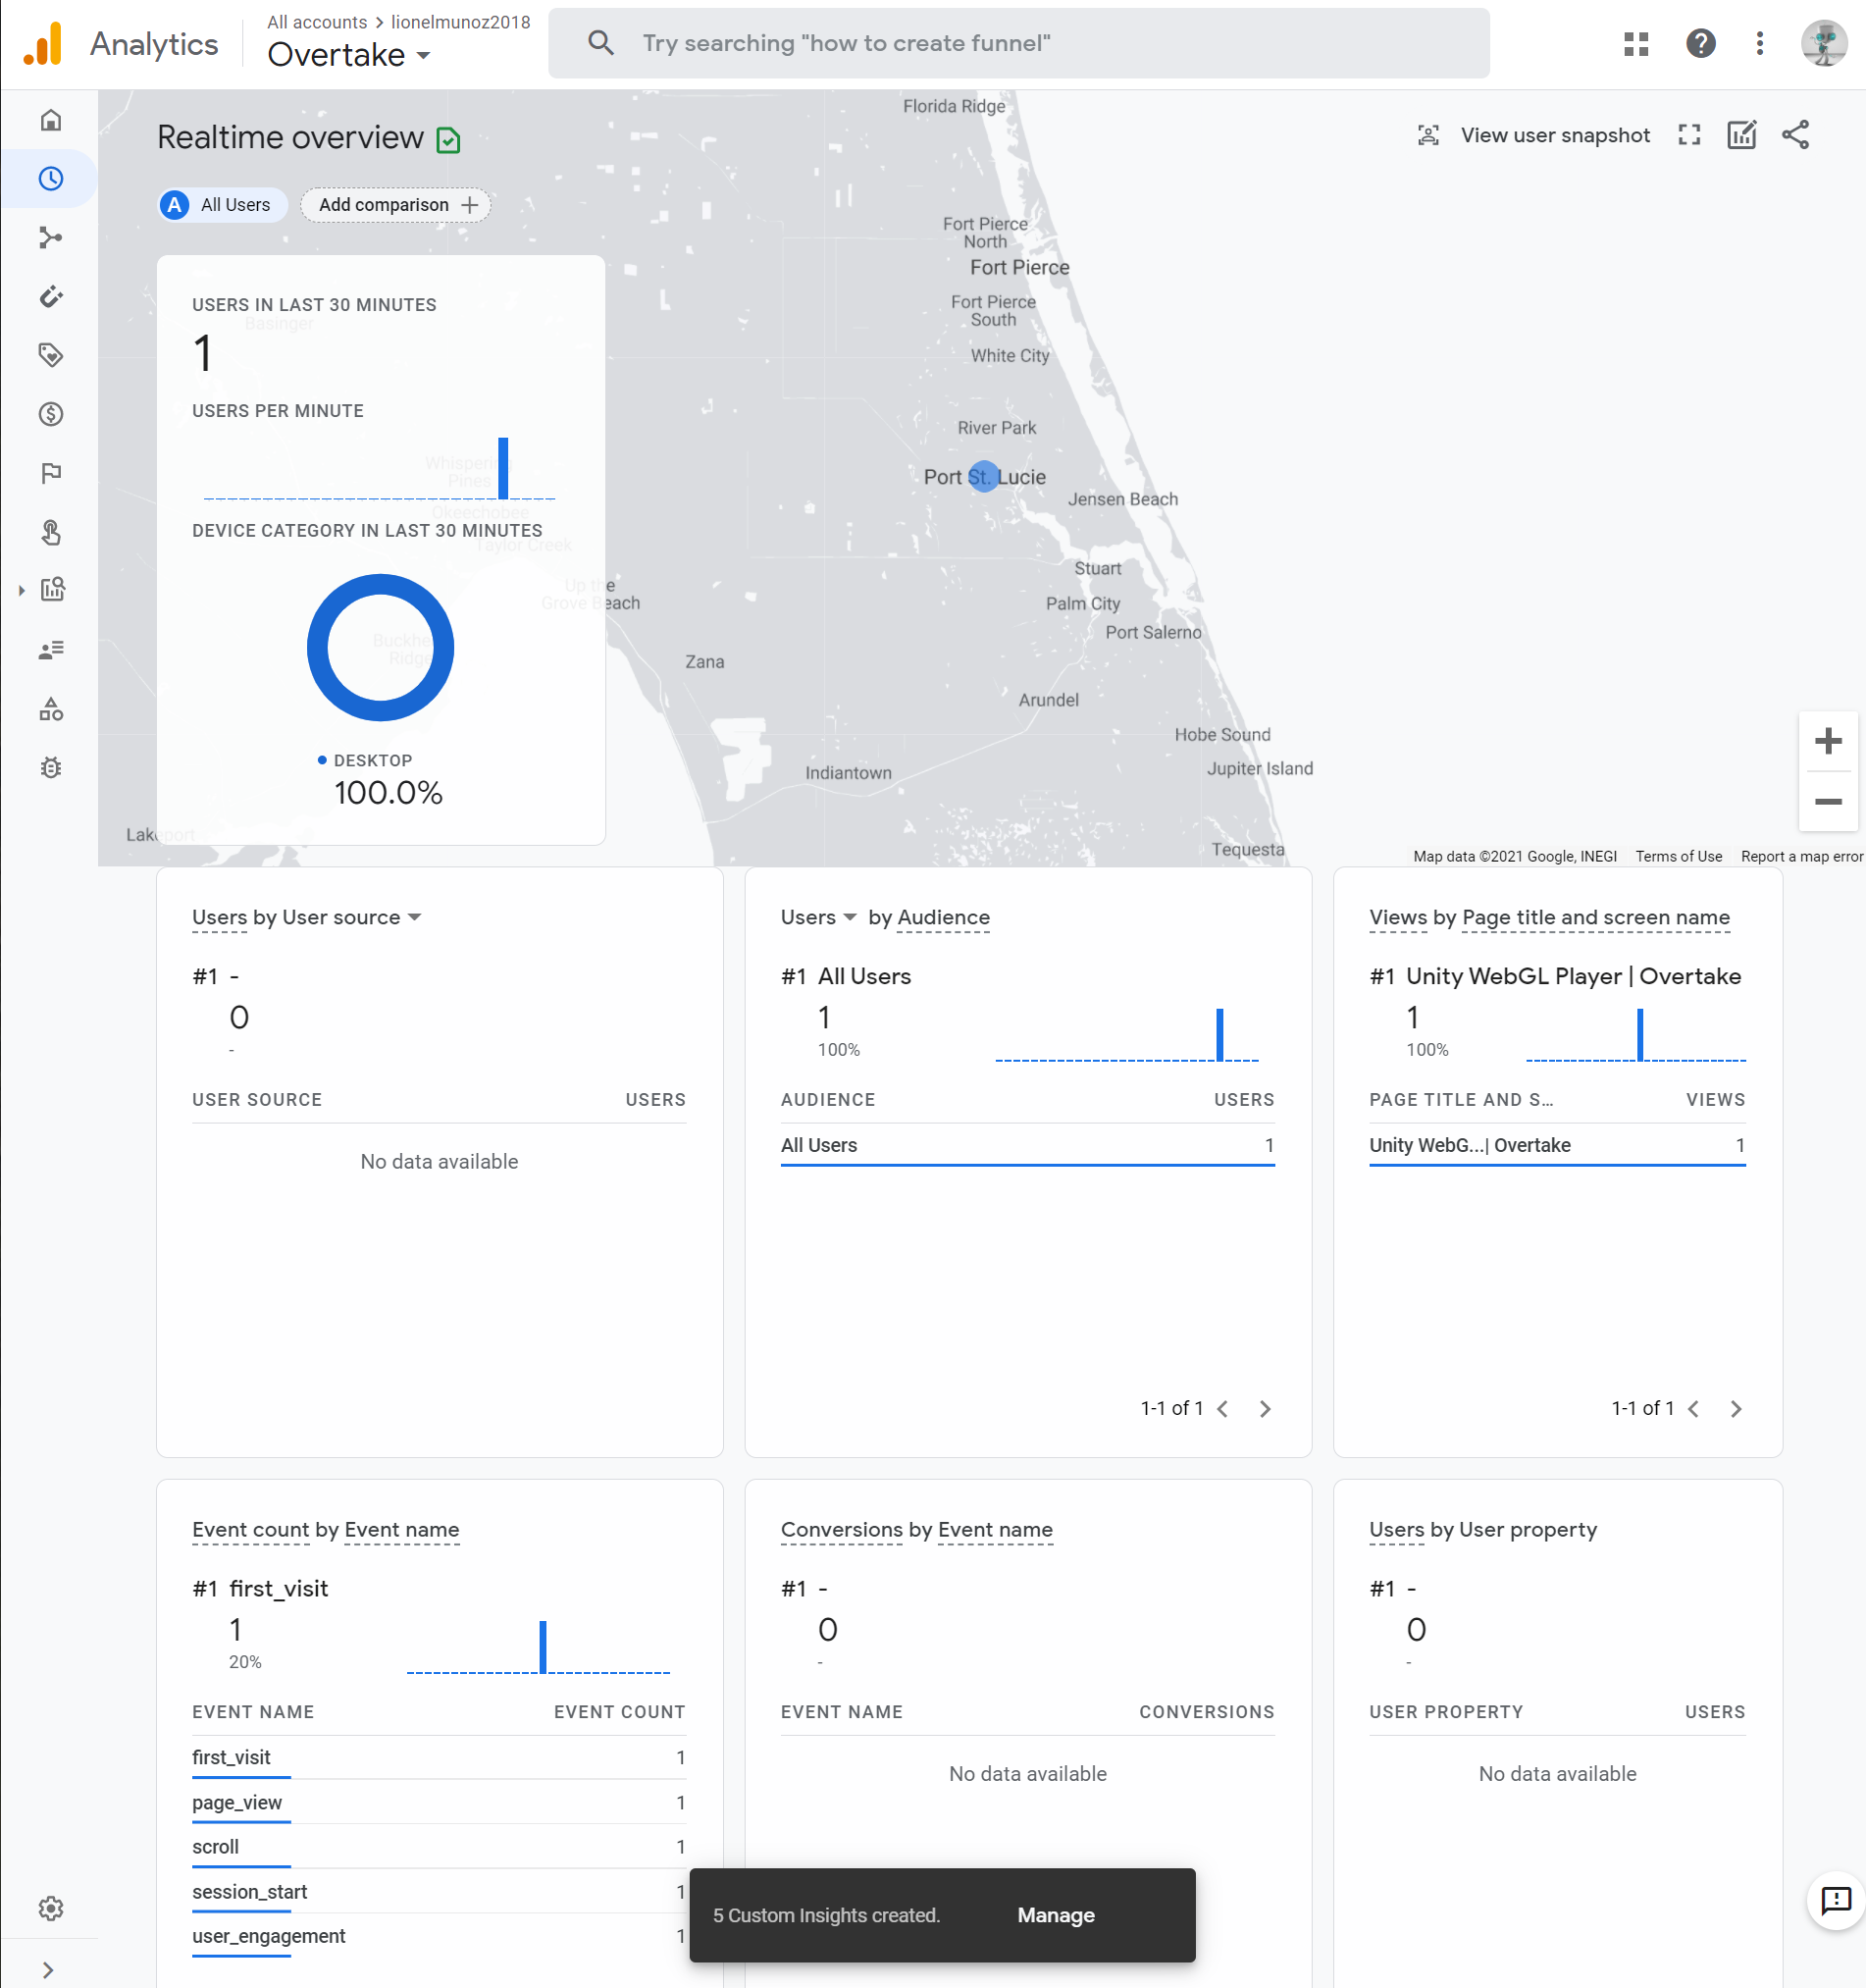 Analytics
All accounts > lionelmunoz2018
Overtake
Try searching "how to create funnel"
Realtime overview
View user snapshot
A All Users
Add comparison
USERS IN LAST 30 MINUTES
1
USERS PER MINUTE
DEVICE CATEGORY IN LAST 30 MINUTES
DESKTOP
100.0%
Florida Ridge
Fort Pierce
North
Fort Pierce
Fort Pierce
South
White City
Basinger
River Park
Whispering
Pines
Port St. Lucie
Jensen Beach
Okeechobee
Taylor Creek
Stuart
Up the
Grove Beach
Palm City
Port Salerno
Buckhe
Ridge
Zana
Arundel
Hobe Sound
Indiantown
Jupiter Island
Lakeport
Tequesta
Map data ©2021 Google, INEGI
Terms of Use
Report a map error
Users by User source
#1 -
0
-
USER SOURCE USERS
No data available
Users by Audience
#1 All Users
1
100%
AUDIENCE USERS
All Users 1
1-1 of 1
Views by Page title and screen name
#1 Unity WebGL Player | Overtake
1
100%
PAGE TITLE AND S... VIEWS
Unity WebG...| Overtake 1
1-1 of 1
Event count by Event name
#1 first_visit
1
20%
EVENT NAME EVENT COUNT
first_visit 1
page_view 1
scroll 1
session_start 1
user_engagement 1
Conversions by Event name
#1 -
0
-
EVENT NAME CONVERSIONS
No data available
Users by User property
#1 -
0
-
USER PROPERTY USERS
No data available
5 Custom Insights created.
Manage